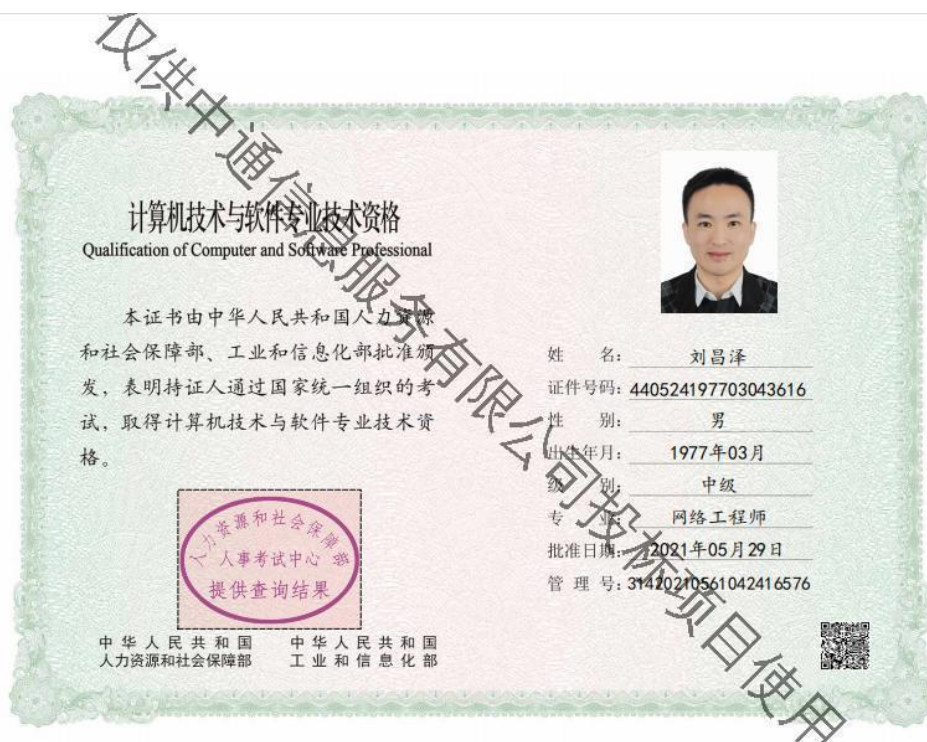 仅供中通信息服务有限公司投标项目使用
计算机技术与软件专业技术资格
Qualification of Computer and Software Professional
本证书由中华人民共和国人力资源
和社会保障部、工业和信息化部批准颁
发，表明持证人通过国家统一组织的考
试，取得计算机技术与软件专业技术资
格。
人力资源和社会保障部
人事考试中心
提供查询结果
中华人民共和国
人力资源和社会保障部
中华人民共和国
工业和信息化部
姓 名： 刘昌泽
证件号码： 440524197703043616
性 别： 男
出生年月： 1977年03月
级 别： 中级
专 业： 网络工程师
批准日期： 2021年05月29日
管 理 号： 31420210561042416576